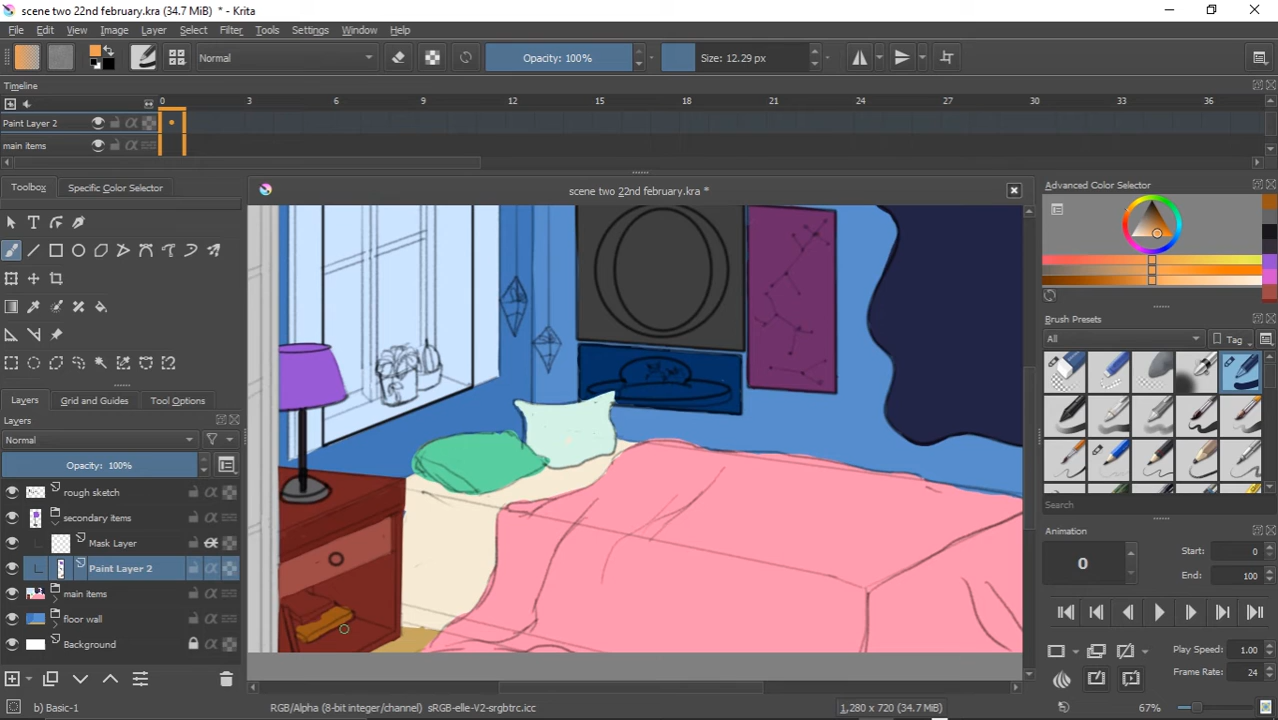 scene two 22nd february.kra (34.7 MiB) * - Krita
File Edit View Image Layer Select Filter Tools Settings Window Help
Normal Opacity: 100% Size: 12.29 px
Timeline
0 3 6 9 12 15 18 21 24 27 30 33 36
Paint Layer 2
main items
Toolbox Specific Color Selector
scene two 22nd february.kra *
Advanced Color Selector
Brush Presets
All Tag
Layers Grid and Guides Tool Options
Layers
Normal
Opacity: 100%
rough sketch
secondary items
Mask Layer
Paint Layer 2
main items
floor wall
Background
Search
Animation
0 Start: 0
End: 100
Play Speed: 1.00
Frame Rate: 24
b) Basic-1 RGB/Alpha (8-bit integer/channel) sRGB-elle-V2-srgbtrc.icc 1,280 x 720 (34.7 MiB) 67%